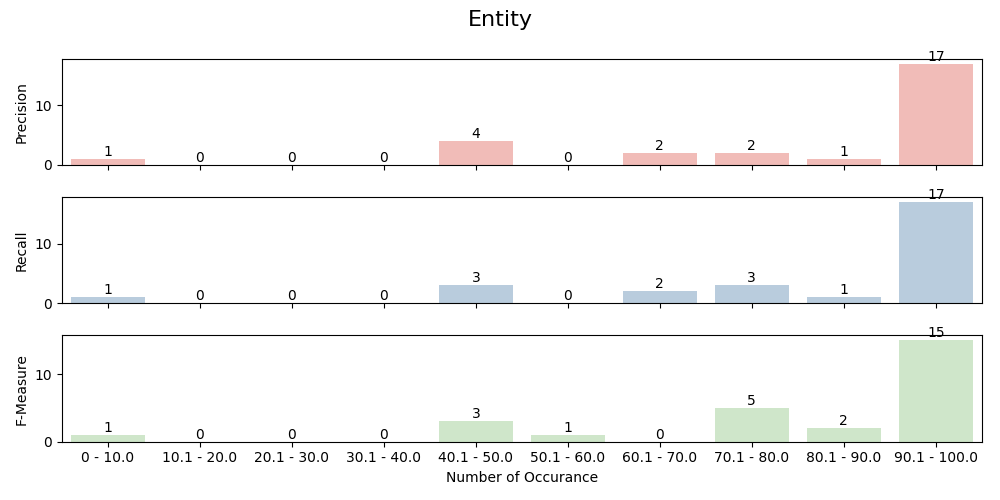 Entity
Precision
10
0
1 0 0 0 4 0 2 2 1 17
Recall
10
0
1 0 0 0 3 0 2 3 1 17
F-Measure
10
0
1 0 0 0 3 1 0 5 2 15
0 - 10.0 10.1 - 20.0 20.1 - 30.0 30.1 - 40.0 40.1 - 50.0 50.1 - 60.0 60.1 - 70.0 70.1 - 80.0 80.1 - 90.0 90.1 - 100.0
Number of Occurance